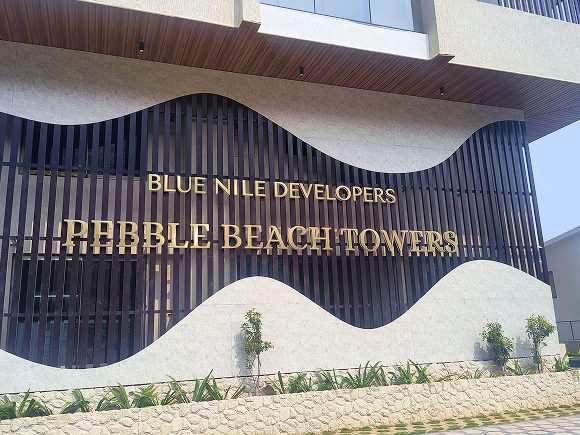 BLUE NILE DEVELOPERS
PEBBLE BEACH TOWERS